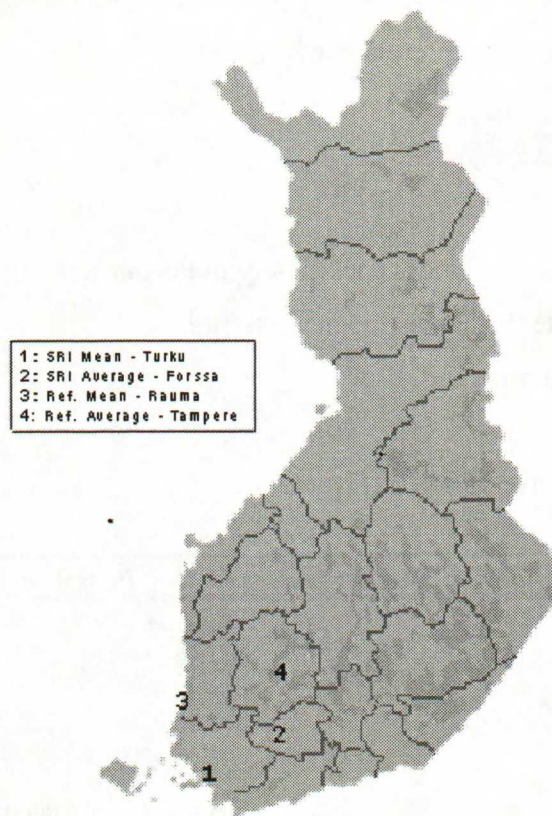 1: SRI Mean - Turku
2: SRI Average - Forssa
3: Ref. Mean - Rauma
4: Ref. Average - Tampere
4
3
2
1